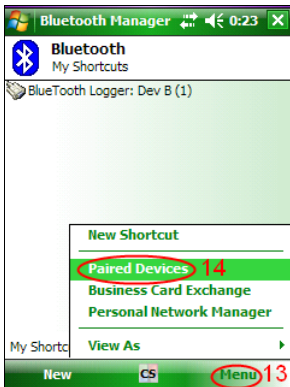 Bluetooth Manager 0:23
Bluetooth
My Shortcuts
BlueTooth Logger: Dev B (1)
New Shortcut
Paired Devices 14
Business Card Exchange
Personal Network Manager
My Shortc View As
New CS Menu 13